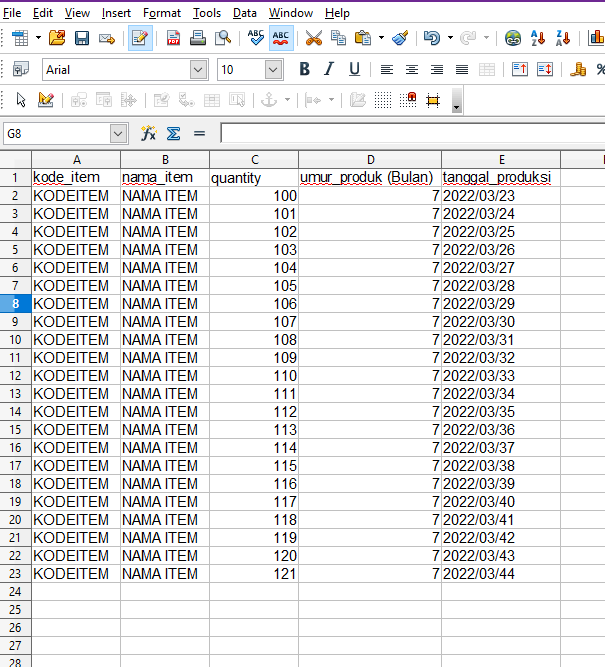 File Edit View Insert Format Tools Data Window Help
Arial 10 B I U %
G8
A B C D E
1 kode_item nama_item quantity umur_produk (Bulan) tanggal_produksi
2 KODEITEM NAMA ITEM 100 7 2022/03/23
3 KODEITEM NAMA ITEM 101 7 2022/03/24
4 KODEITEM NAMA ITEM 102 7 2022/03/25
5 KODEITEM NAMA ITEM 103 7 2022/03/26
6 KODEITEM NAMA ITEM 104 7 2022/03/27
7 KODEITEM NAMA ITEM 105 7 2022/03/28
8 KODEITEM NAMA ITEM 106 7 2022/03/29
9 KODEITEM NAMA ITEM 107 7 2022/03/30
10 KODEITEM NAMA ITEM 108 7 2022/03/31
11 KODEITEM NAMA ITEM 109 7 2022/03/32
12 KODEITEM NAMA ITEM 110 7 2022/03/33
13 KODEITEM NAMA ITEM 111 7 2022/03/34
14 KODEITEM NAMA ITEM 112 7 2022/03/35
15 KODEITEM NAMA ITEM 113 7 2022/03/36
16 KODEITEM NAMA ITEM 114 7 2022/03/37
17 KODEITEM NAMA ITEM 115 7 2022/03/38
18 KODEITEM NAMA ITEM 116 7 2022/03/39
19 KODEITEM NAMA ITEM 117 7 2022/03/40
20 KODEITEM NAMA ITEM 118 7 2022/03/41
21 KODEITEM NAMA ITEM 119 7 2022/03/42
22 KODEITEM NAMA ITEM 120 7 2022/03/43
23 KODEITEM NAMA ITEM 121 7 2022/03/44
24
25
26
27
28